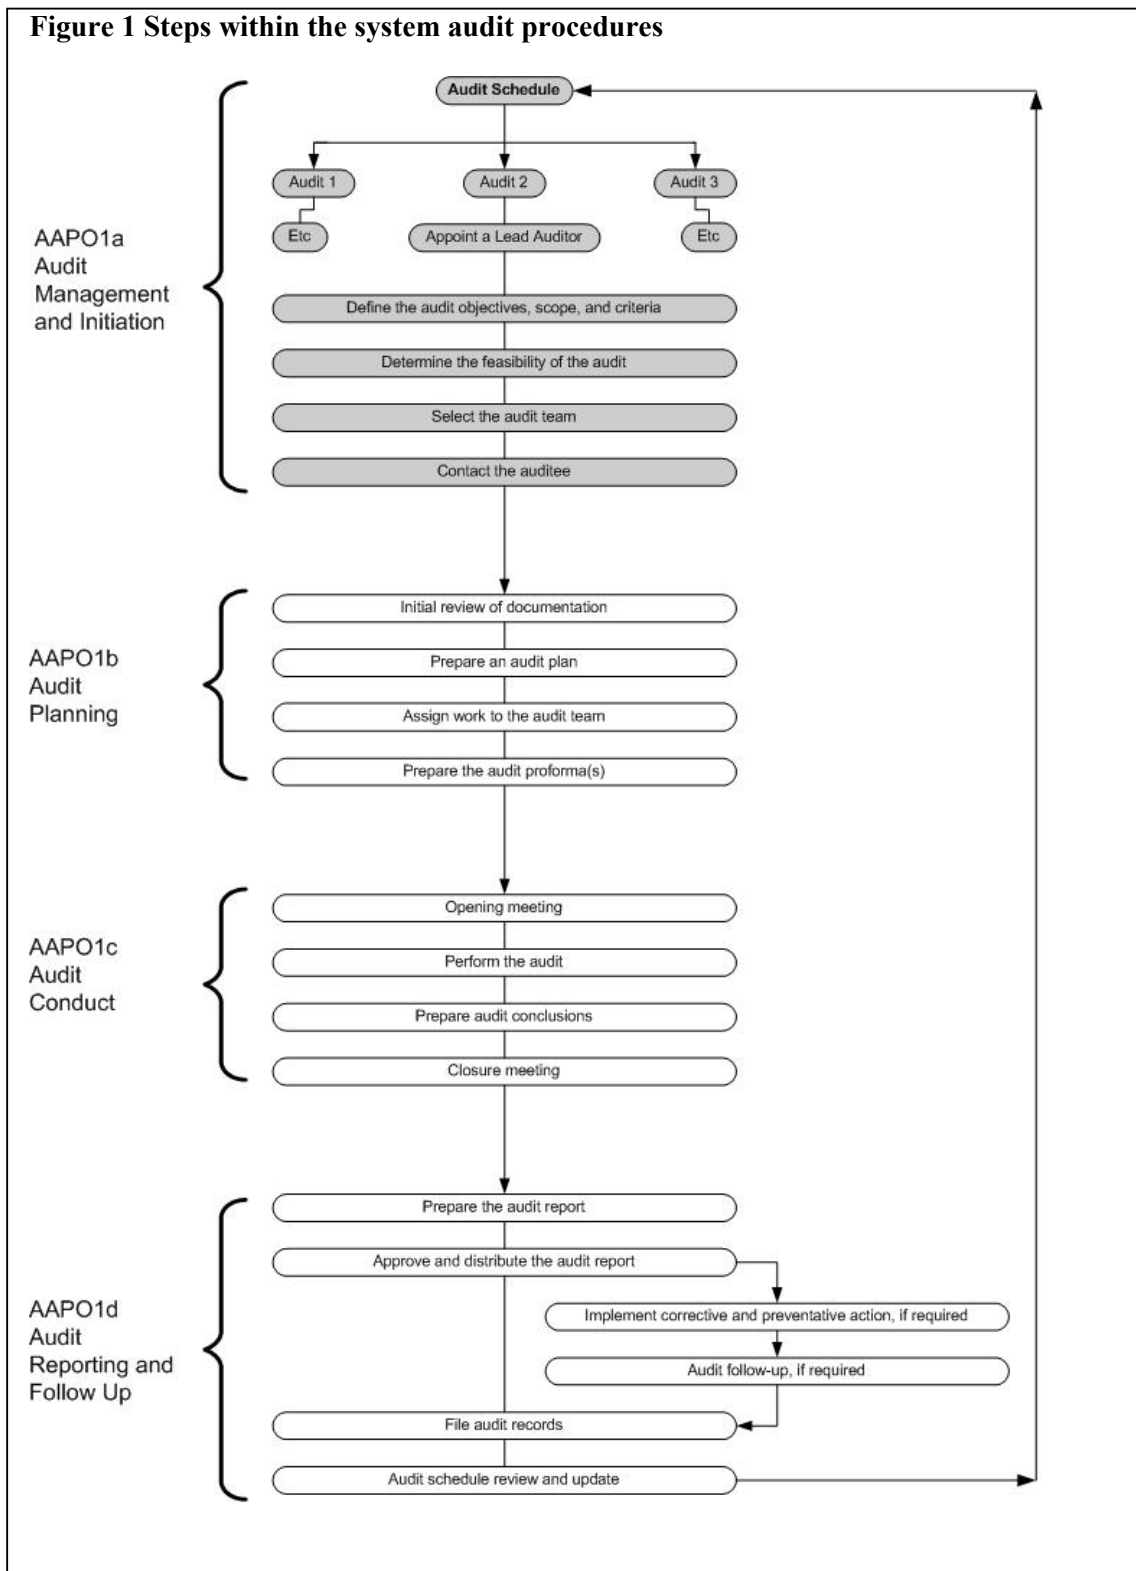 Figure 1 Steps within the system audit procedures
Audit Schedule
Audit 1
Audit 2
Audit 3
Etc
Appoint a Lead Auditor
Etc
AAPO1a
Audit
Management
and Initiation
Define the audit objectives, scope, and criteria
Determine the feasibility of the audit
Select the audit team
Contact the auditee
AAPO1b
Audit
Planning
Initial review of documentation
Prepare an audit plan
Assign work to the audit team
Prepare the audit proforma(s)
AAPO1c
Audit
Conduct
Opening meeting
Perform the audit
Prepare audit conclusions
Closure meeting
AAPO1d
Audit
Reporting and
Follow Up
Prepare the audit report
Approve and distribute the audit report
Implement corrective and preventative action, if required
Audit follow-up, if required
File audit records
Audit schedule review and update